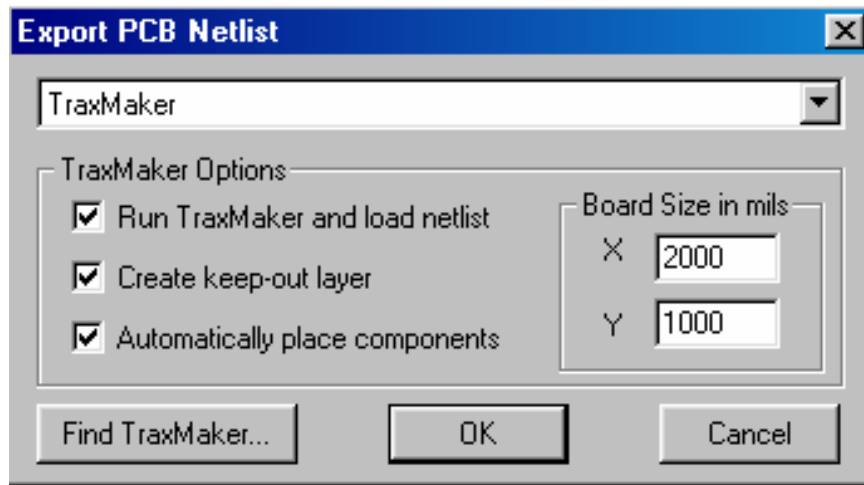 Export PCB Netlist
TraxMaker
TraxMaker Options
Run TraxMaker and load netlist
Create keep-out layer
Automatically place components
Board Size in mils
X 2000
Y 1000
Find TraxMaker... OK Cancel